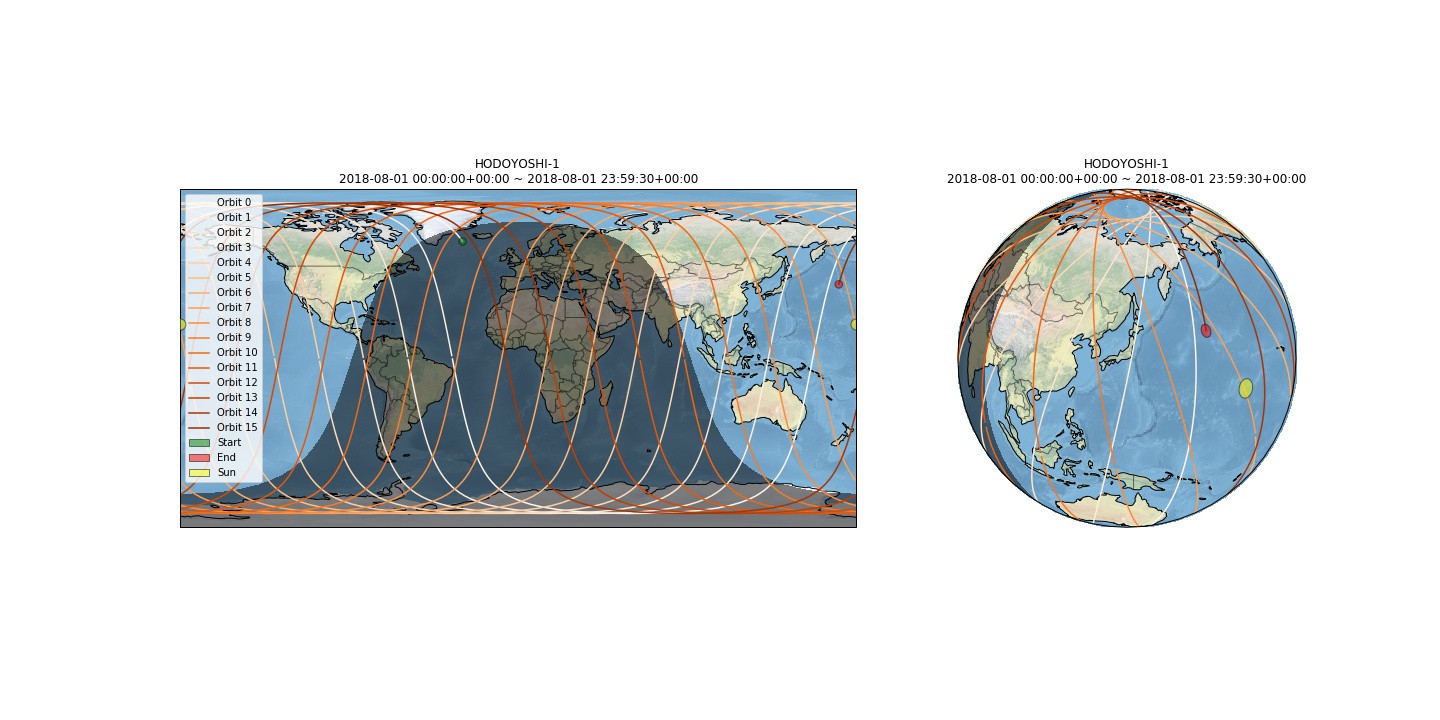 HODOYOSHI-1
2018-08-01 00:00:00+00:00 ~ 2018-08-01 23:59:30+00:00
Orbit 0
Orbit 1
Orbit 2
Orbit 3
Orbit 4
Orbit 5
Orbit 6
Orbit 7
Orbit 8
Orbit 9
Orbit 10
Orbit 11
Orbit 12
Orbit 13
Orbit 14
Orbit 15
Start
End
Sun
HODOYOSHI-1
2018-08-01 00:00:00+00:00 ~ 2018-08-01 23:59:30+00:00